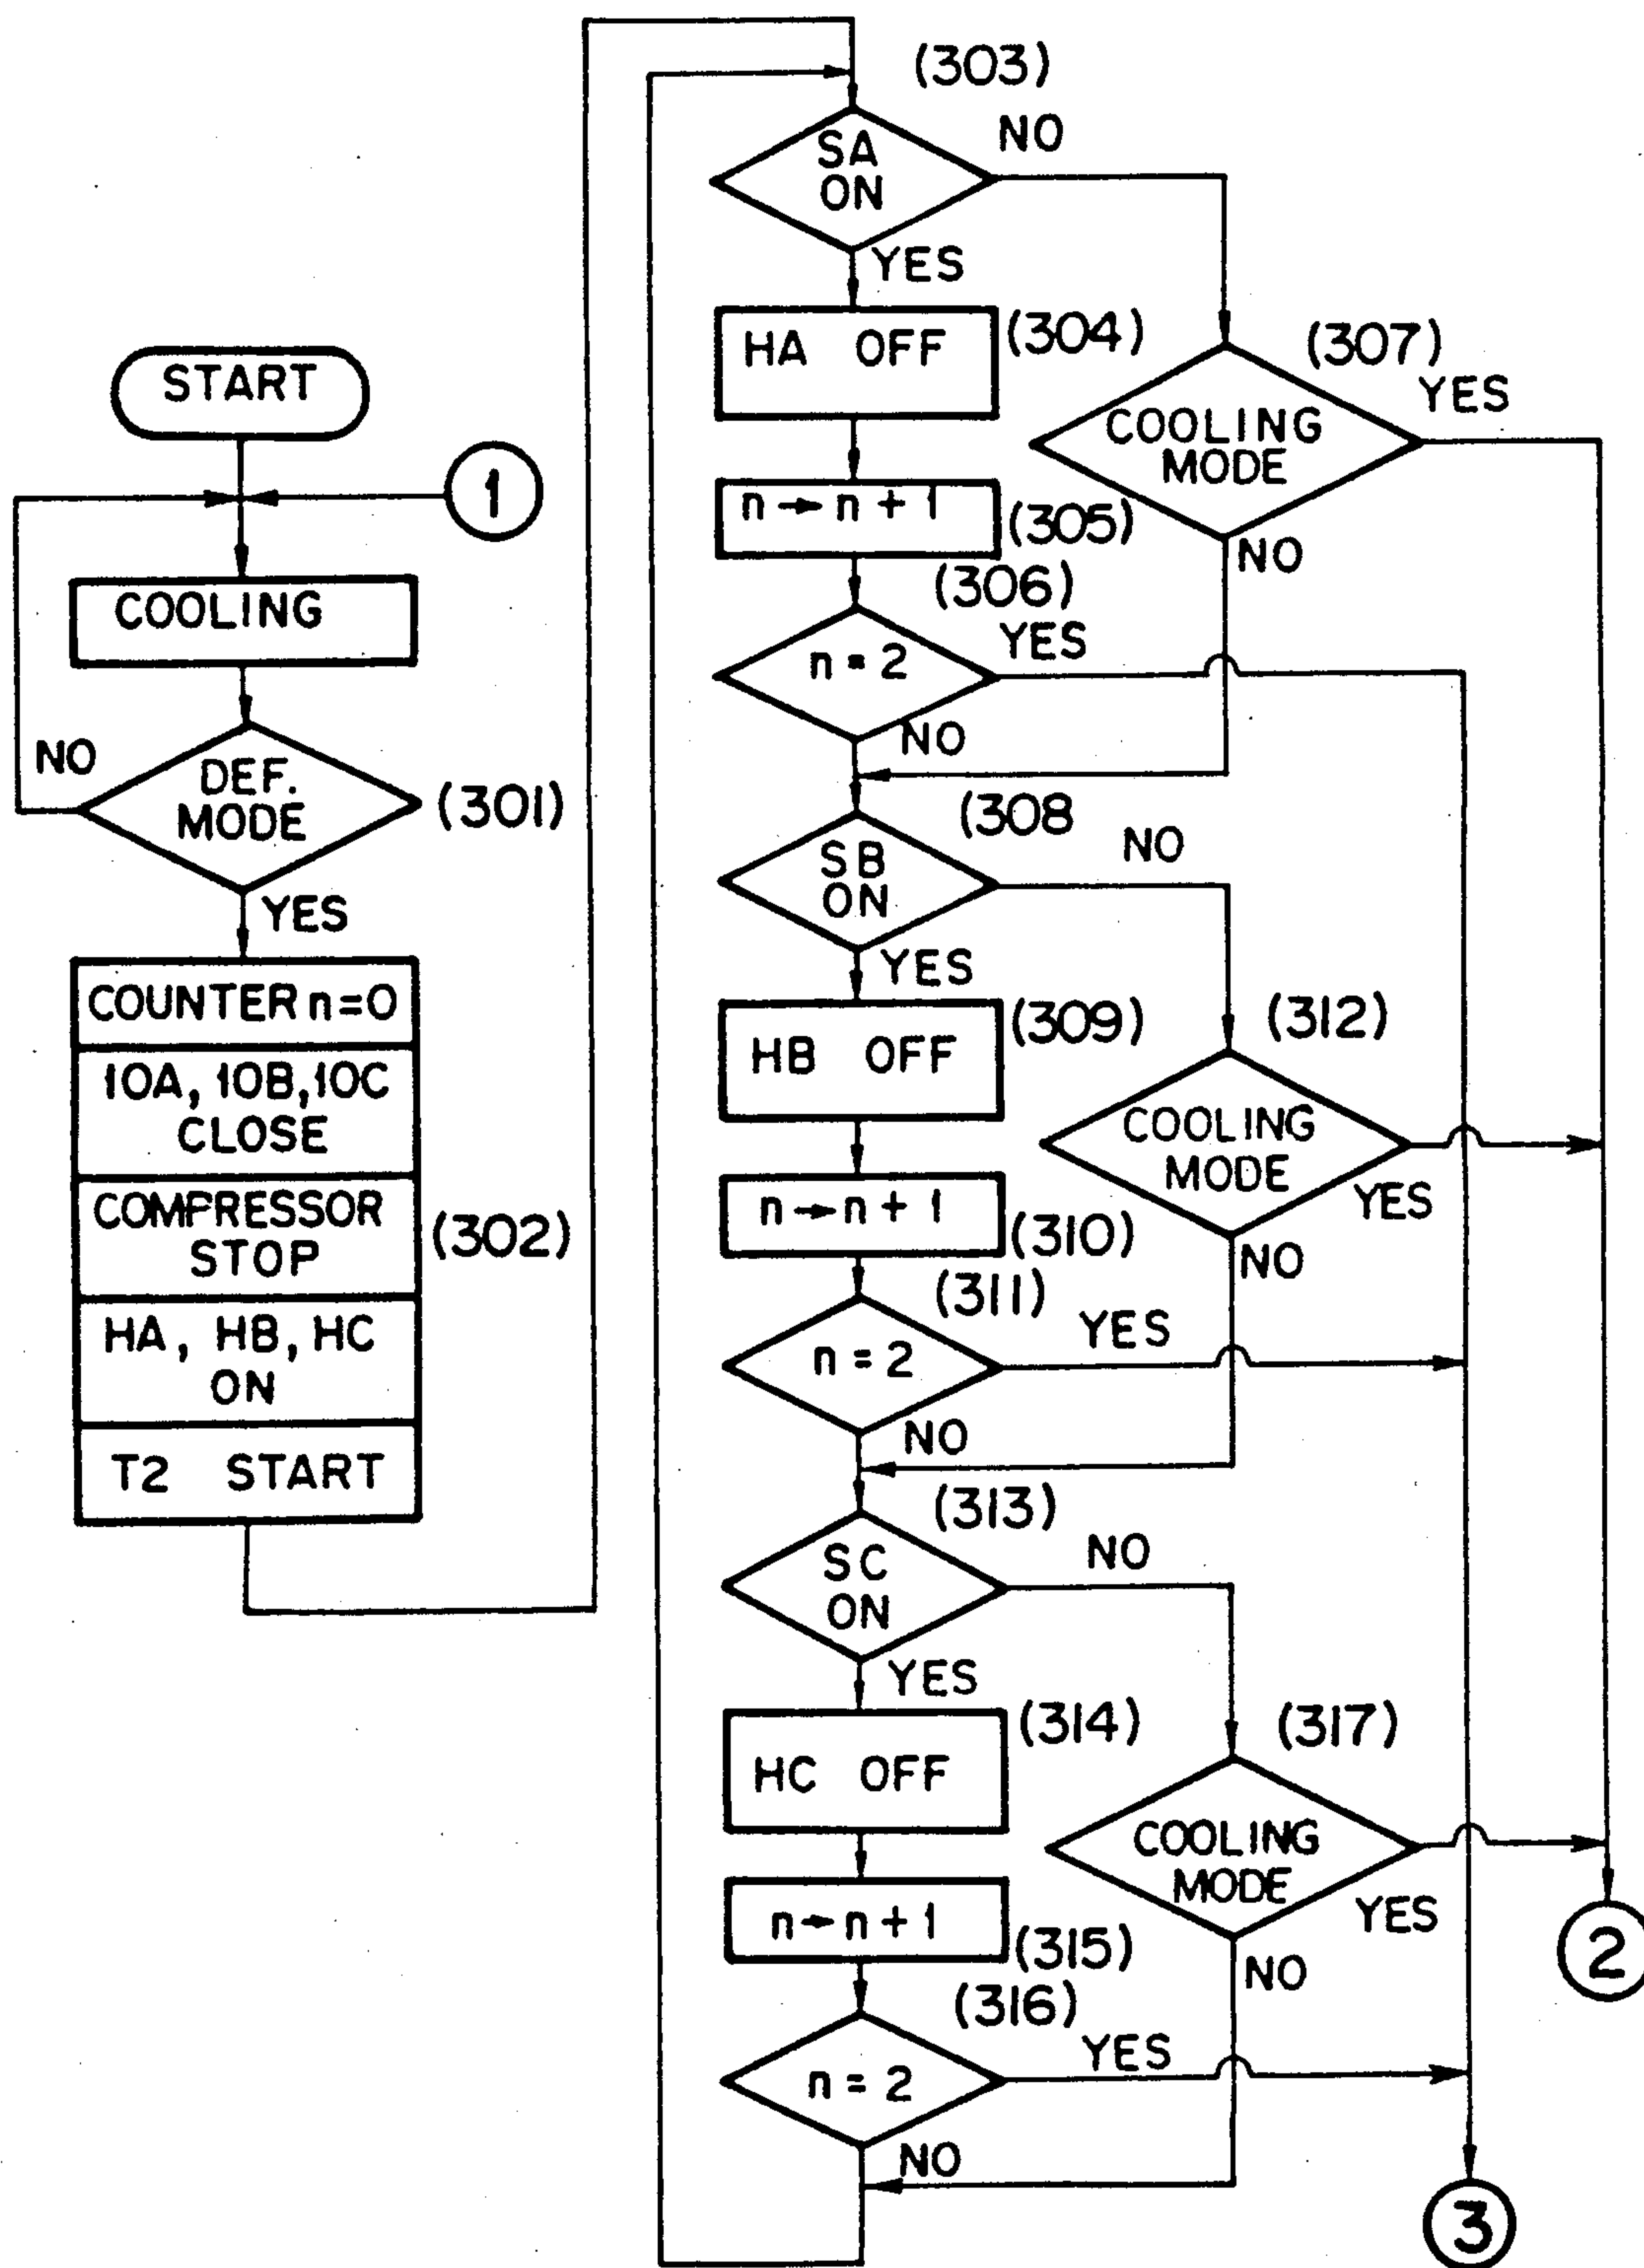 START
1
COOLING
NO
DEF.
MODE
(301)
YES
COUNTER n=0
10A, 10B, 10C
CLOSE
COMPRESSOR
STOP
(302)
HA, HB, HC
ON
T2 START
(303)
SA
ON
NO
YES
HA OFF
(304)
(307)
YES
COOLING
MODE
NO
n → n + 1
(305)
(306)
YES
n = 2
NO
(308
SB
ON
NO
YES
HB OFF
(309)
(312)
COOLING
MODE
YES
NO
n → n + 1
(310)
(311)
YES
n = 2
NO
(313)
SC
ON
NO
YES
HC OFF
(314)
(317)
COOLING
MODE
YES
NO
n → n + 1
(315)
(316)
YES
n = 2
NO
2
3